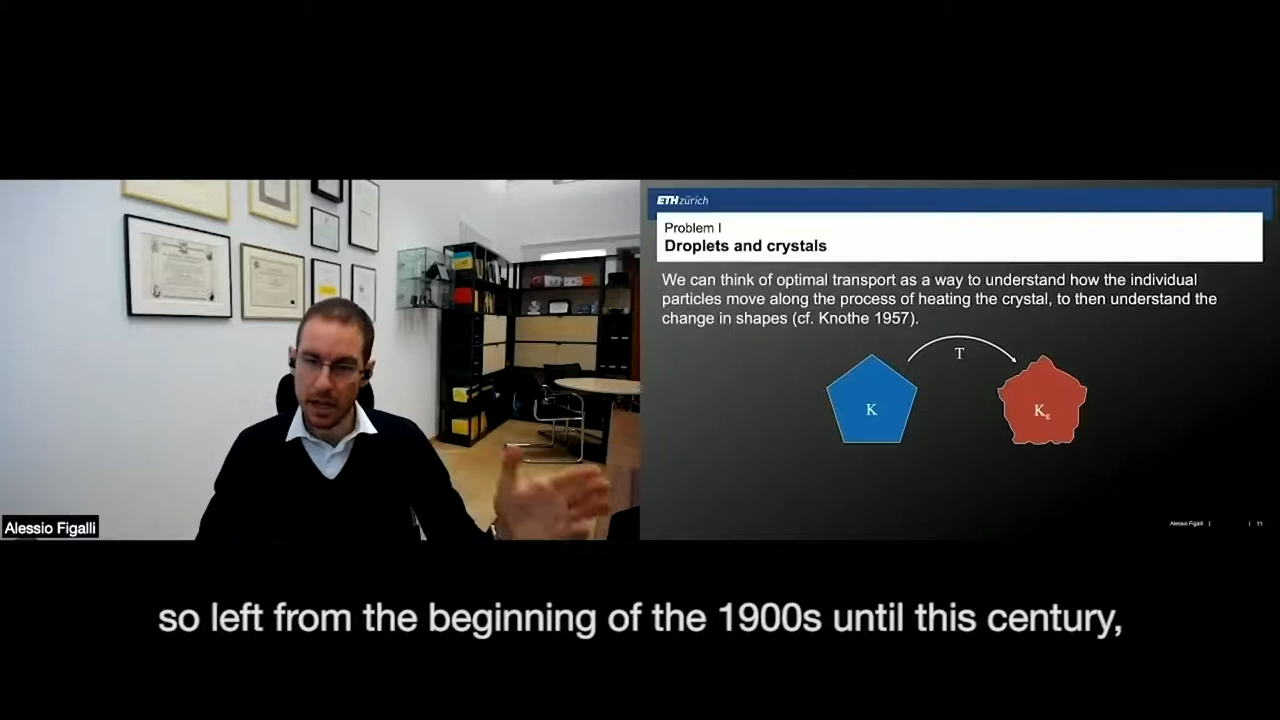 ETH zürich
Problem I
Droplets and crystals
We can think of optimal transport as a way to understand how the individual
particles move along the process of heating the crystal, to then understand the
change in shapes (cf. Knothe 1957).
T
K
Kε
Alessio Figalli
Alessio Figalli | | 11
so left from the beginning of the 1900s until this century,